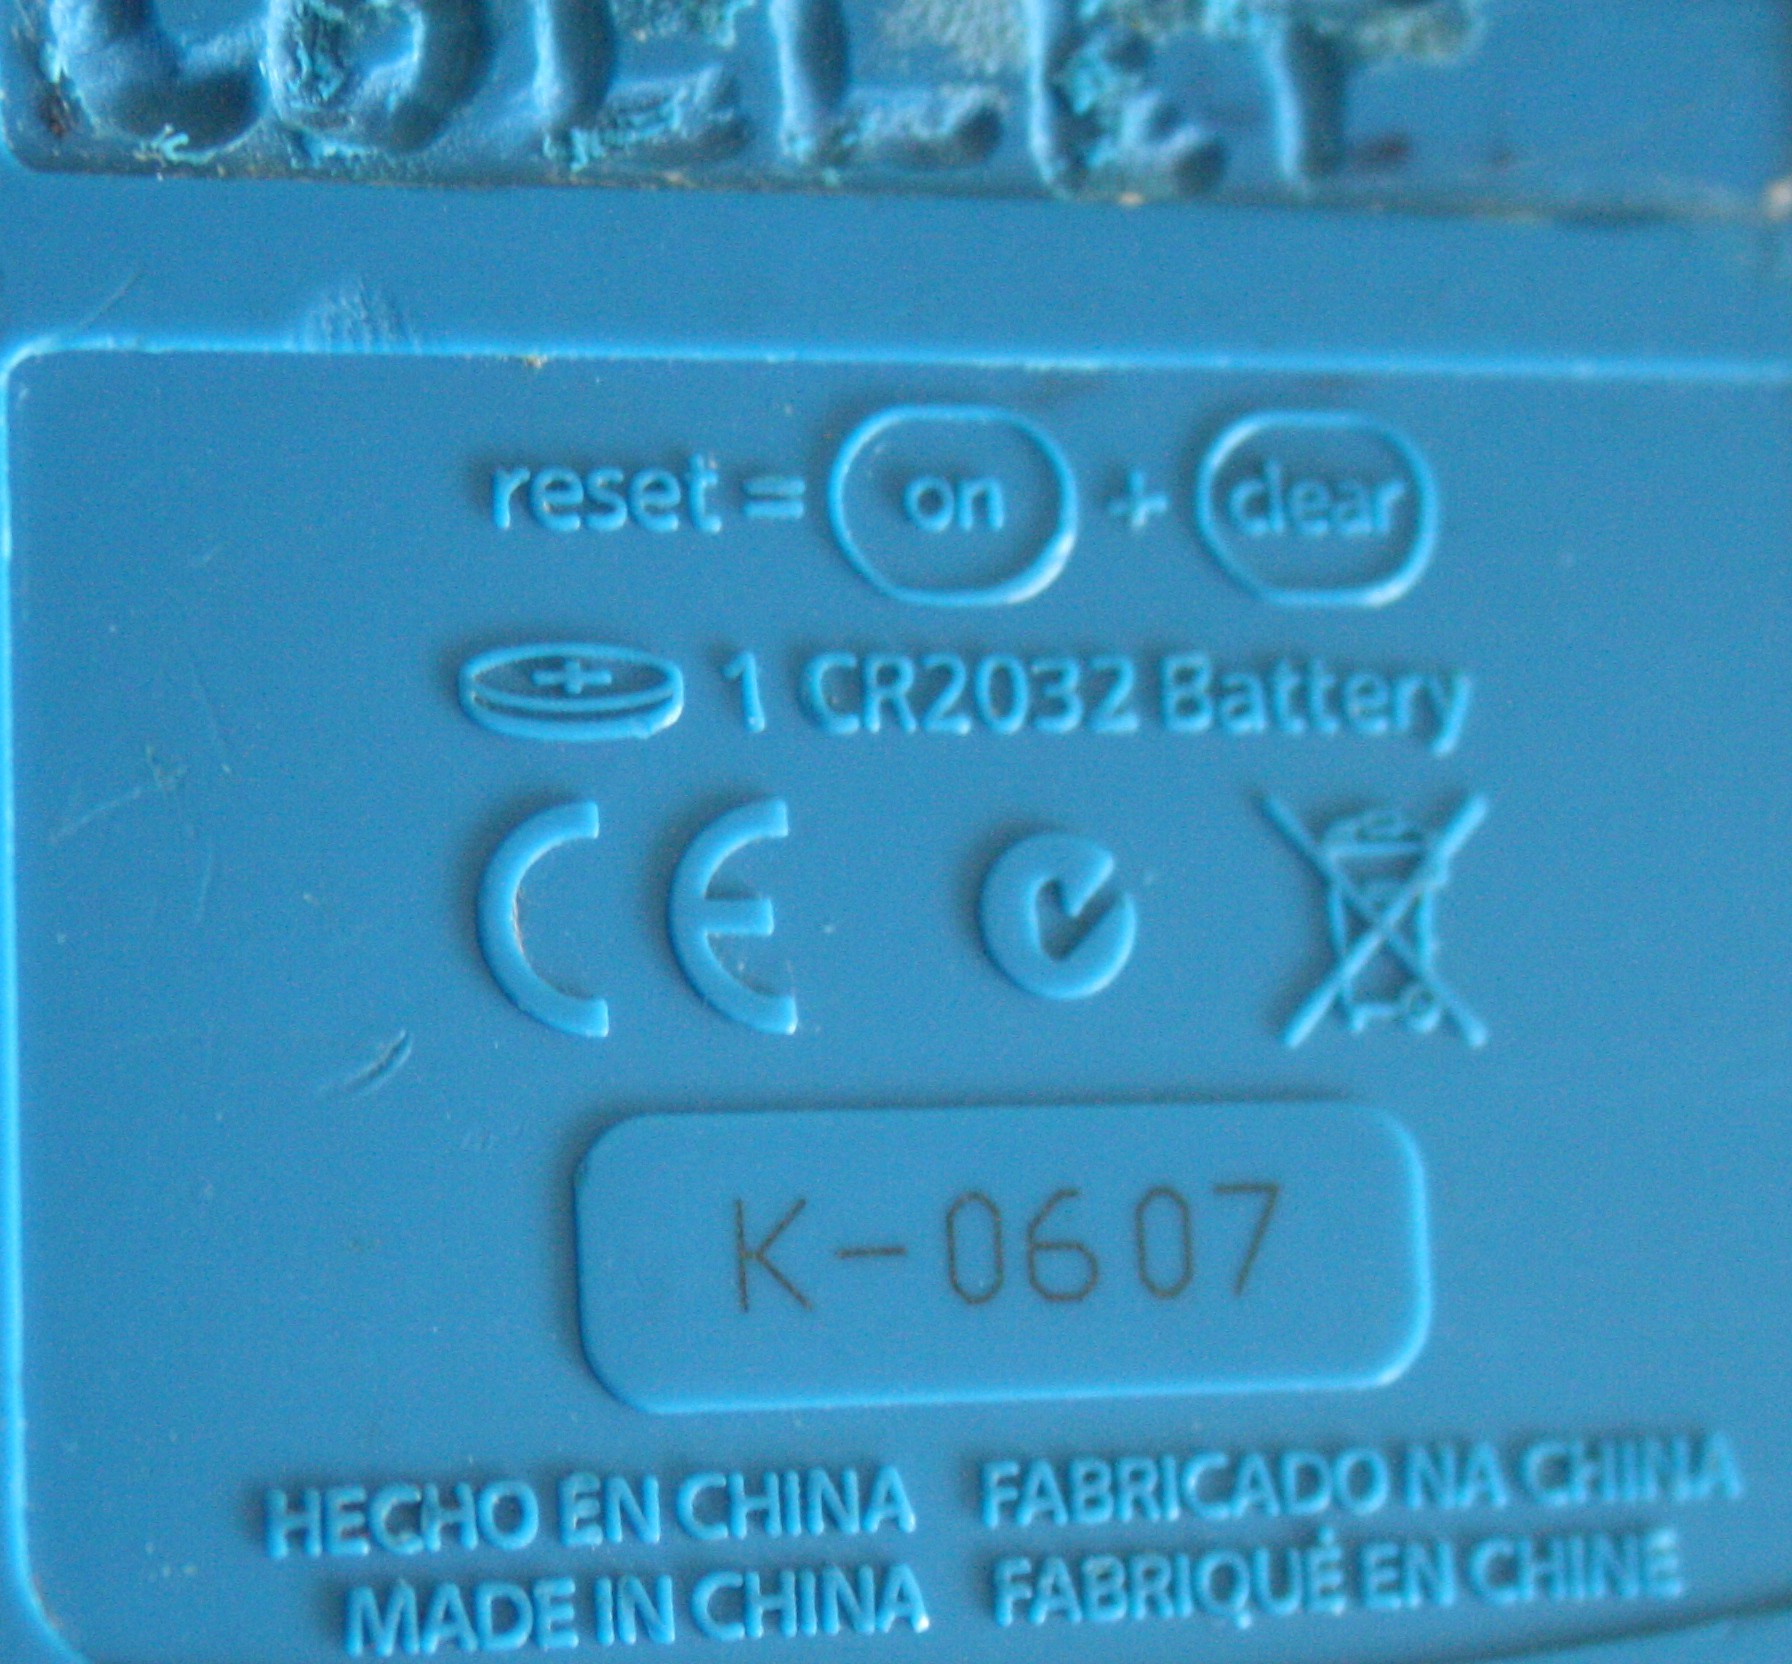 reset = on + clear
+ 1 CR2032 Battery
CE
K-0607
HECHO EN CHINA FABRICADO NA CHINA
MADE IN CHINA FABRIQUÉ EN CHINE